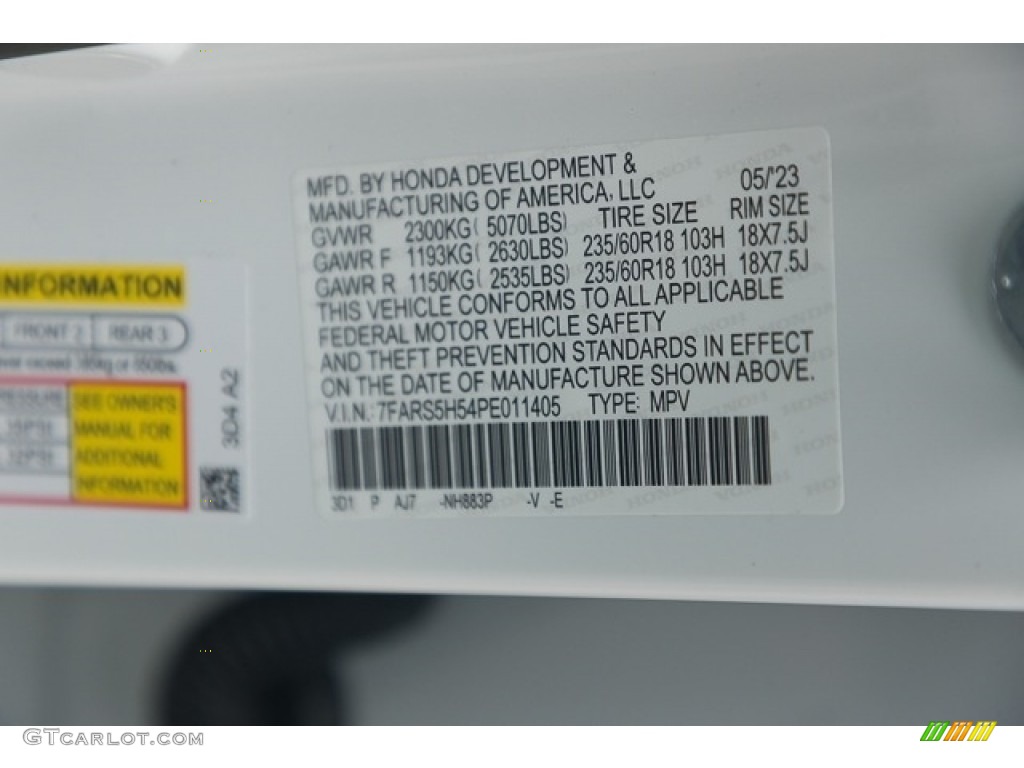 MFD. BY HONDA DEVELOPMENT &
MANUFACTURING OF AMERICA, LLC 05/'23
GVWR 2300KG( 5070LBS) TIRE SIZE RIM SIZE
GAWR F 1193KG( 2630LBS) 235/60R18 103H 18X7.5J
GAWR R 1150KG( 2535LBS) 235/60R18 103H 18X7.5J
THIS VEHICLE CONFORMS TO ALL APPLICABLE
FEDERAL MOTOR VEHICLE SAFETY
AND THEFT PREVENTION STANDARDS IN EFFECT
ON THE DATE OF MANUFACTURE SHOWN ABOVE.
V.I.N.: 7FARS5H54PE011405 TYPE: MPV
3D1 P AJ7 -NH883P -V -E
INFORMATION
FRONT 2 REAR 3
SEE OWNER'S
MANUAL FOR
ADDITIONAL
INFORMATION
3D4 A2
GTCARLOT.COM